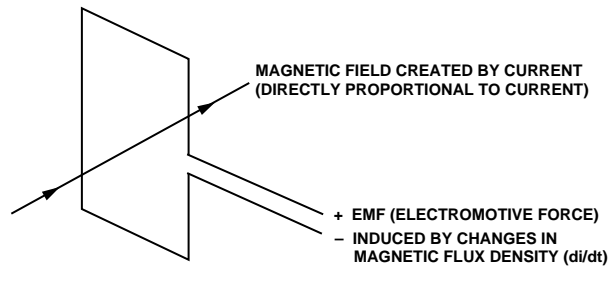 MAGNETIC FIELD CREATED BY CURRENT
(DIRECTLY PROPORTIONAL TO CURRENT)
+ EMF (ELECTROMOTIVE FORCE)
– INDUCED BY CHANGES IN
MAGNETIC FLUX DENSITY (di/dt)